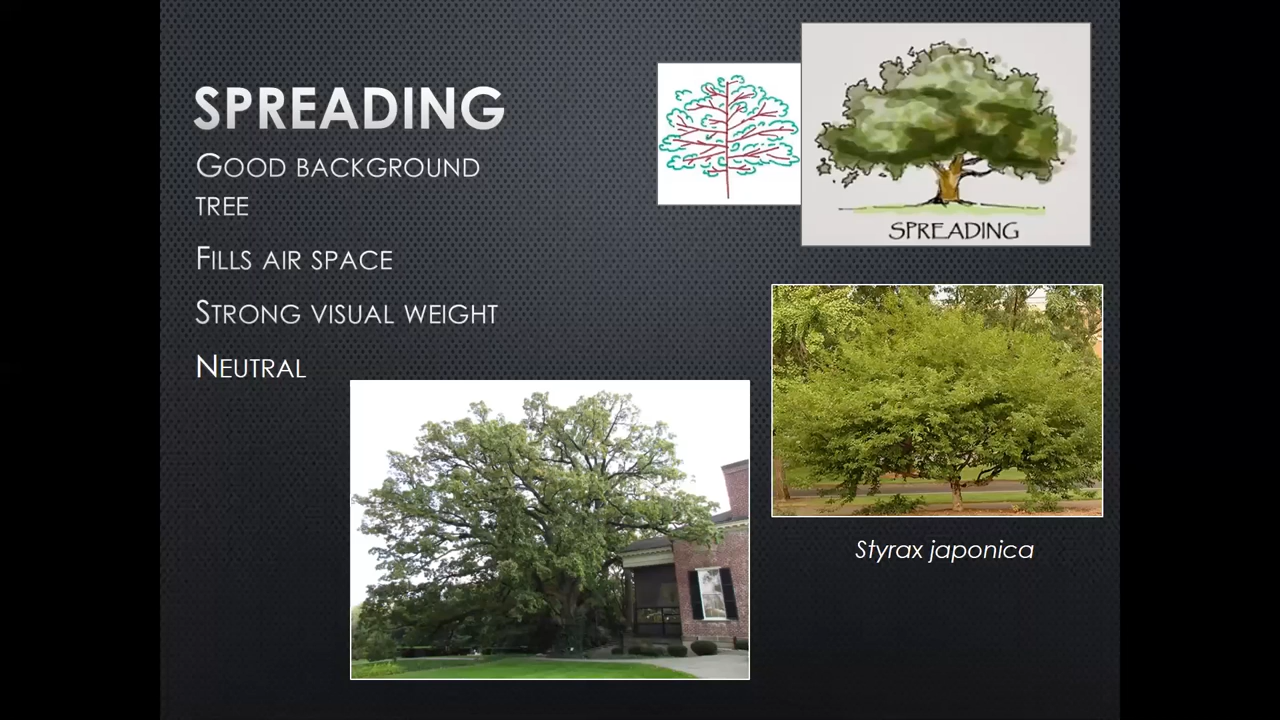 SPREADING
GOOD BACKGROUND
TREE
FILLS AIR SPACE
STRONG VISUAL WEIGHT
NEUTRAL
SPREADING
Styrax japonica